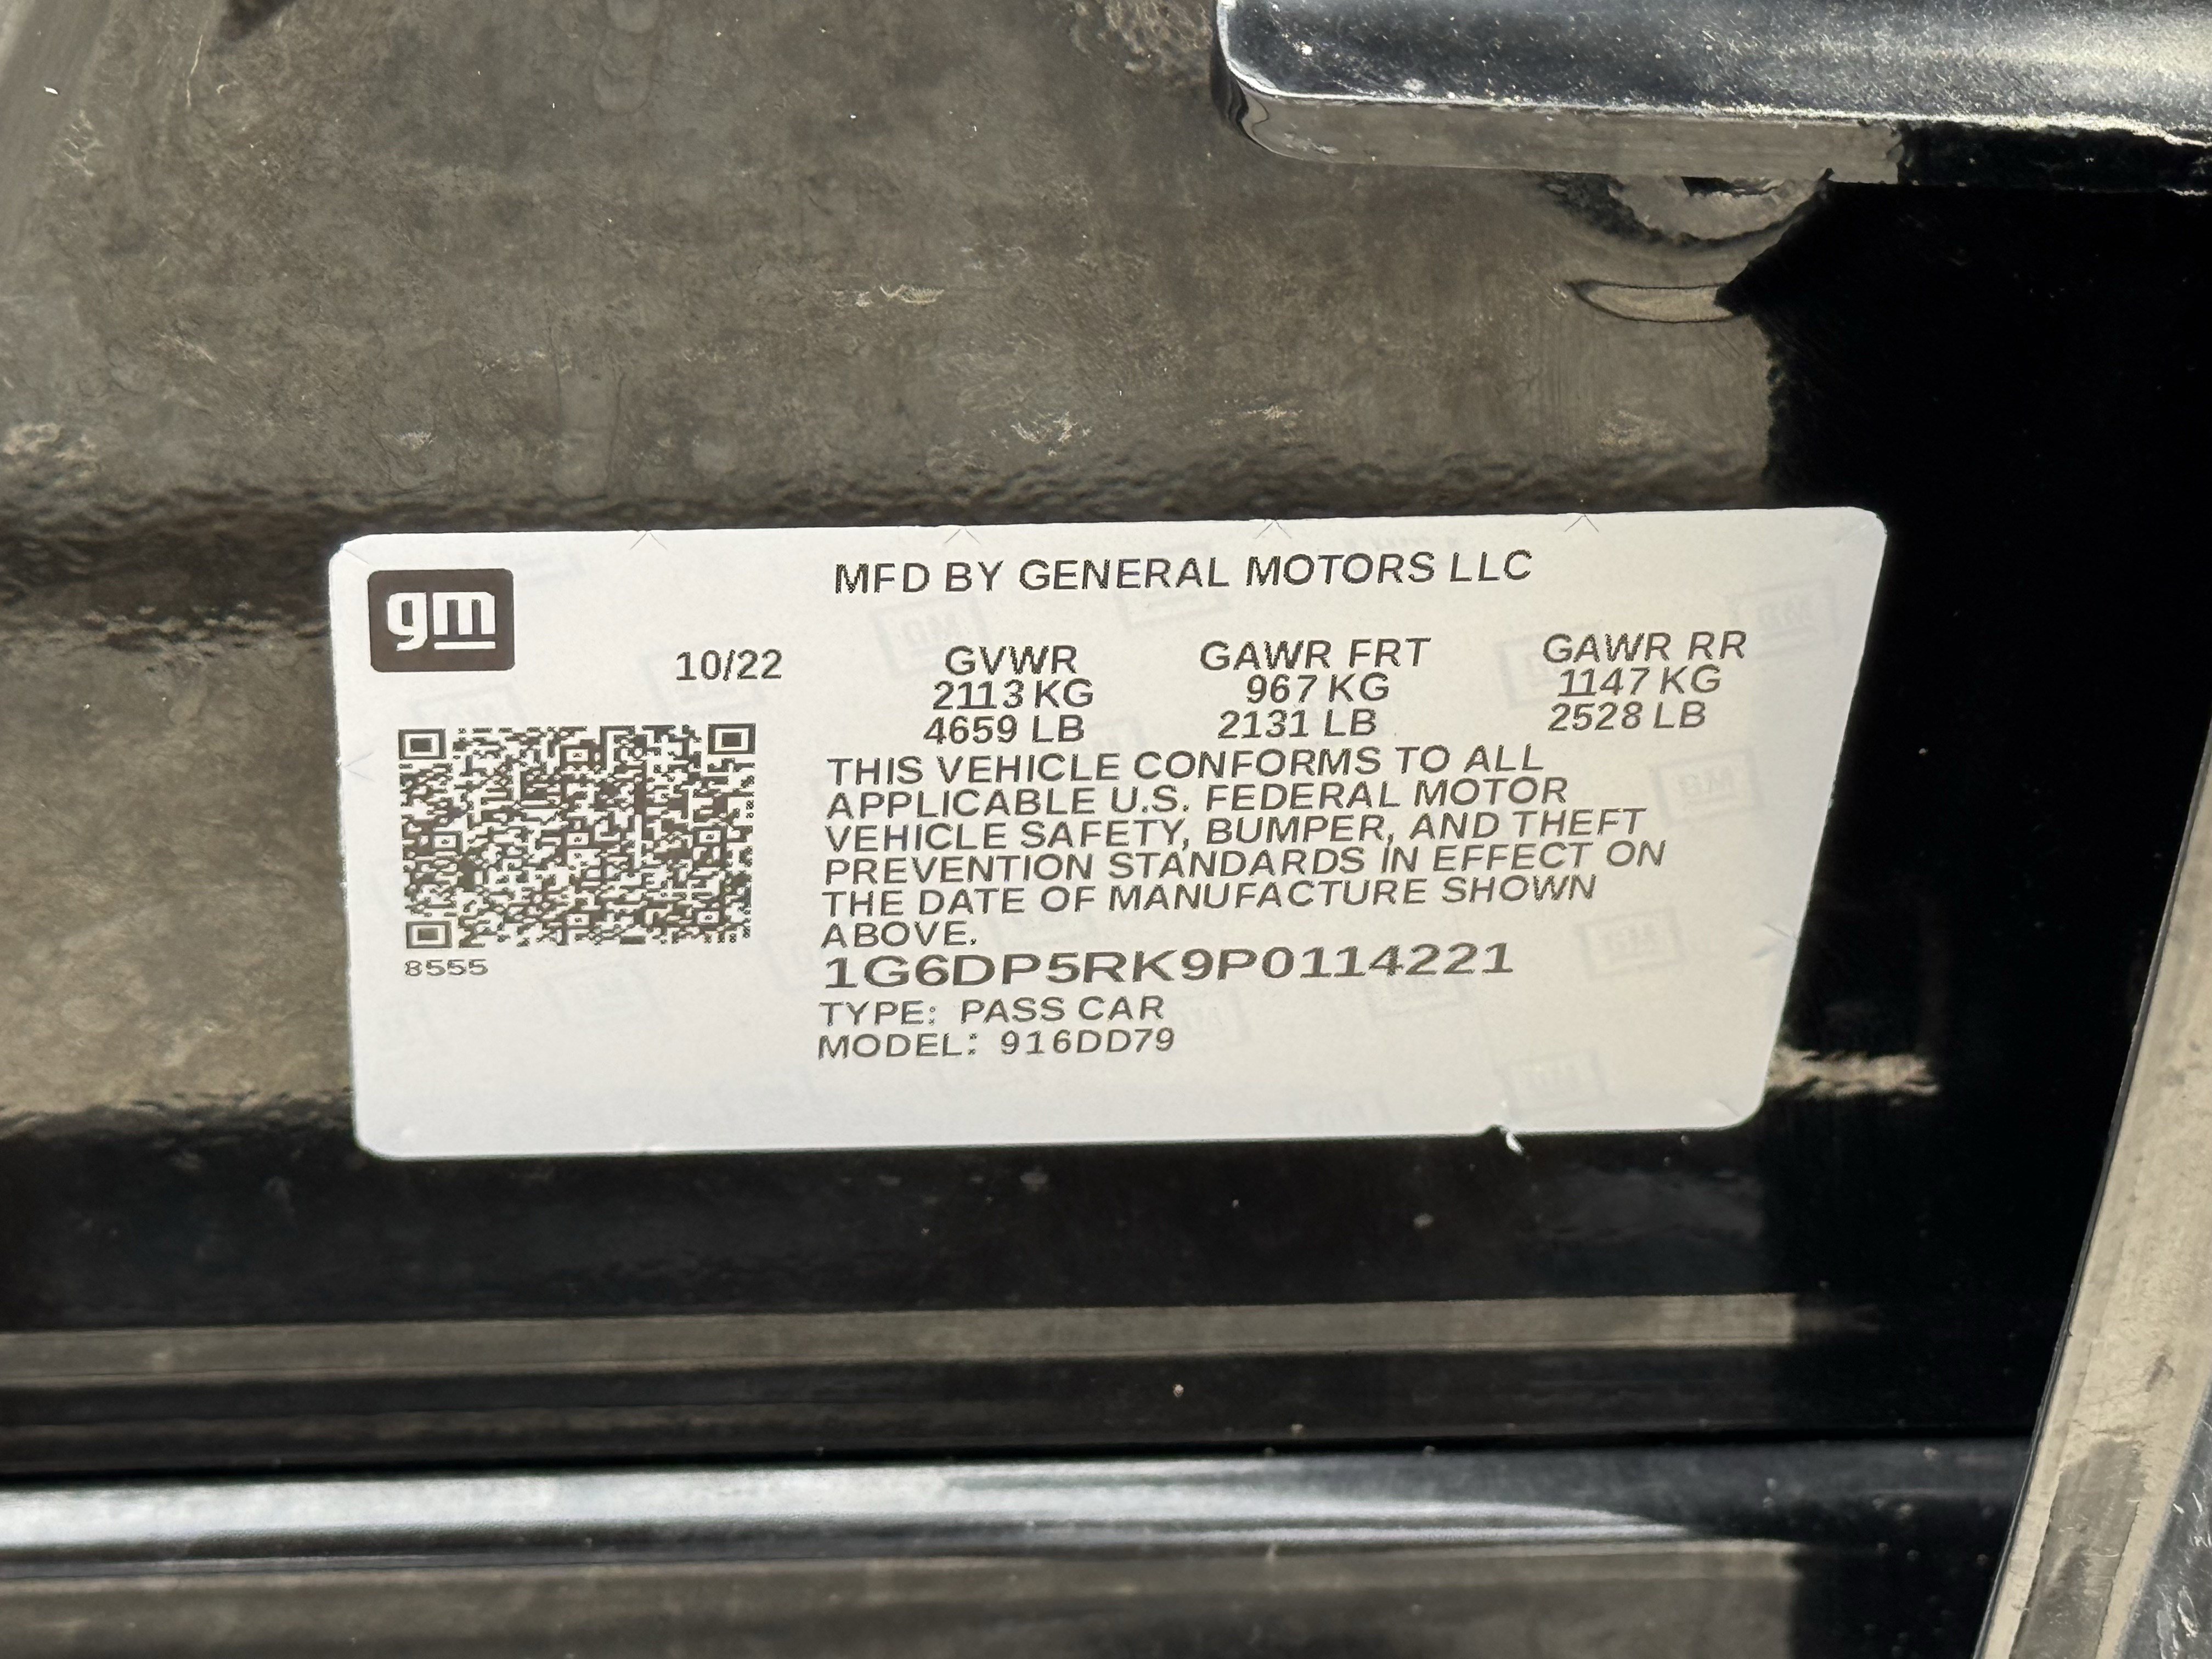 gm
MFD BY GENERAL MOTORS LLC
10/22 GVWR GAWR FRT GAWR RR
2113 KG 967 KG 1147 KG
4659 LB 2131 LB 2528 LB
THIS VEHICLE CONFORMS TO ALL
APPLICABLE U.S. FEDERAL MOTOR
VEHICLE SAFETY, BUMPER, AND THEFT
PREVENTION STANDARDS IN EFFECT ON
THE DATE OF MANUFACTURE SHOWN
ABOVE.
8555
1G6DP5RK9P0114221
TYPE: PASS CAR
MODEL: 916DD79